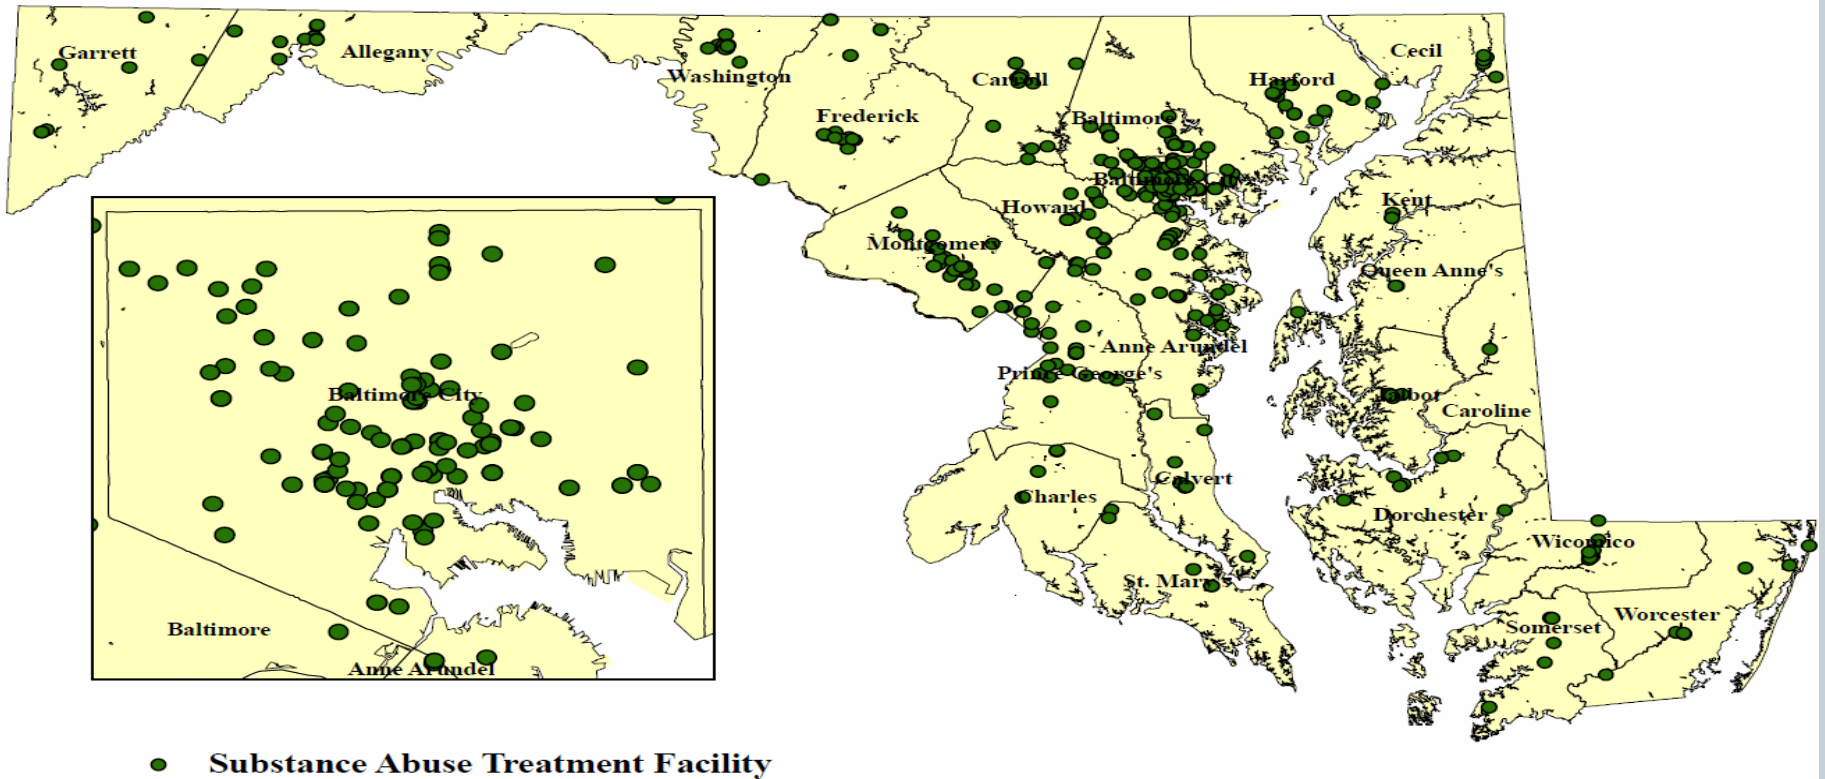 Garrett
Allegany
Washington
Frederick
Carroll
Baltimore
Harford
Cecil
Baltimore City
Howard
Montgomery
Kent
Queen Anne's
Anne Arundel
Prince George's
Talbot
Caroline
Calvert
Charles
Dorchester
St. Mary's
Wicomico
Somerset
Worcester
Baltimore City
Baltimore
Anne Arundel
Substance Abuse Treatment Facility